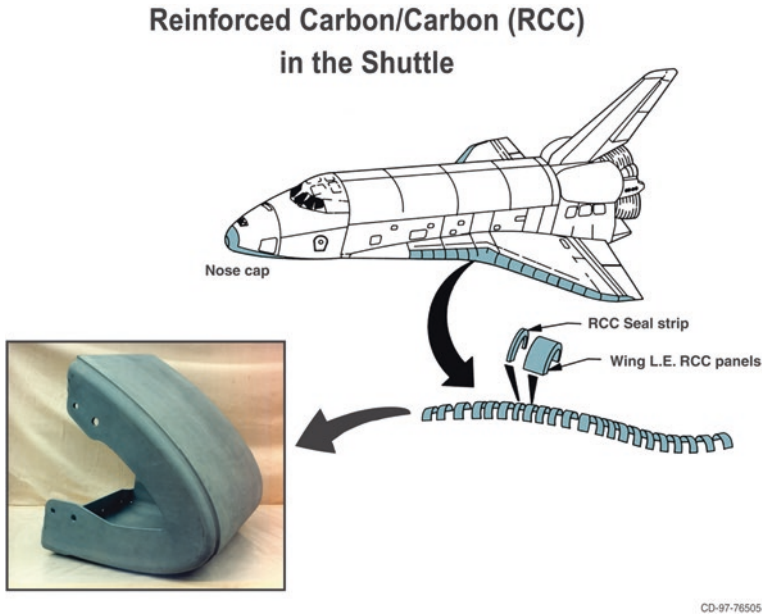 Reinforced Carbon/Carbon (RCC)
in the Shuttle
Nose cap
RCC Seal strip
Wing L.E. RCC panels
CD-97-76505